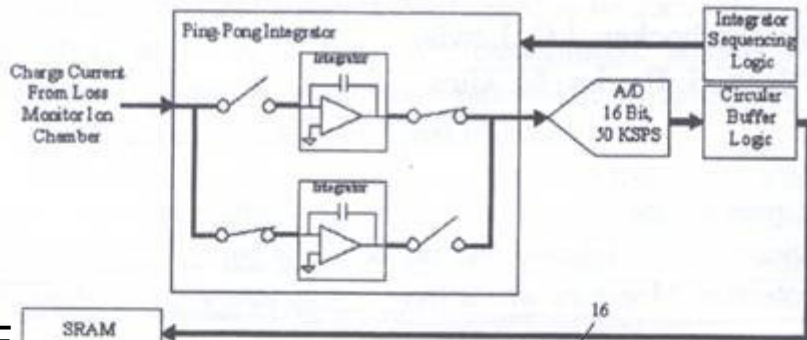 Ping-Pong Integrator
Integrator
Sequencing
Logic
Charge Current
From Loss
Monitor Ion
Chamber
Integrator
A/D
16 Bit,
50 KSPS
Circular
Buffer
Logic
Integrator
16
SRAM